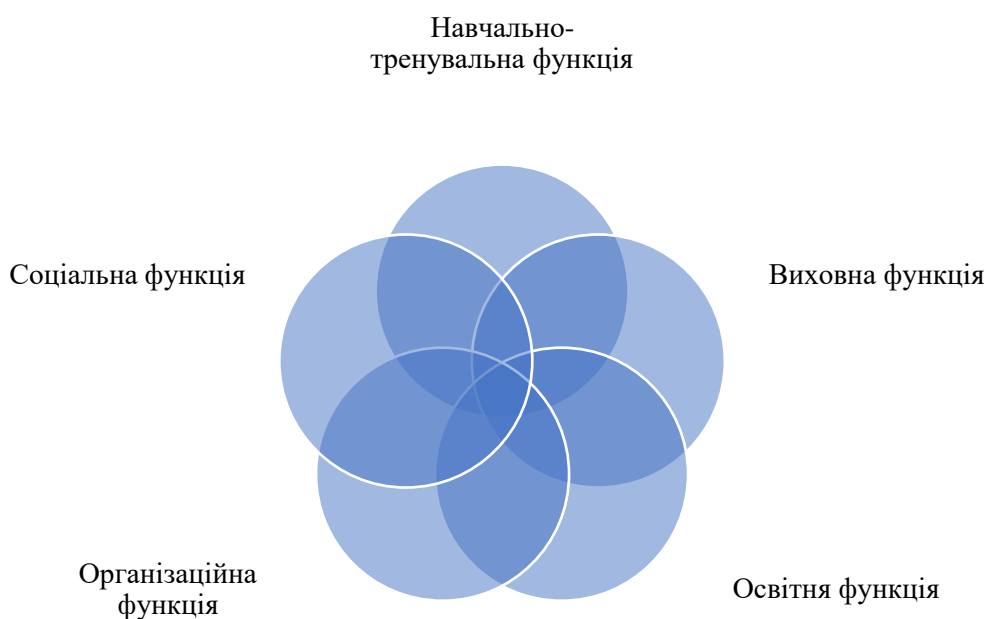 Навчально-
тренувальна функція
Соціальна функція
Виховна функція
Організаційна
функція
Освітня функція